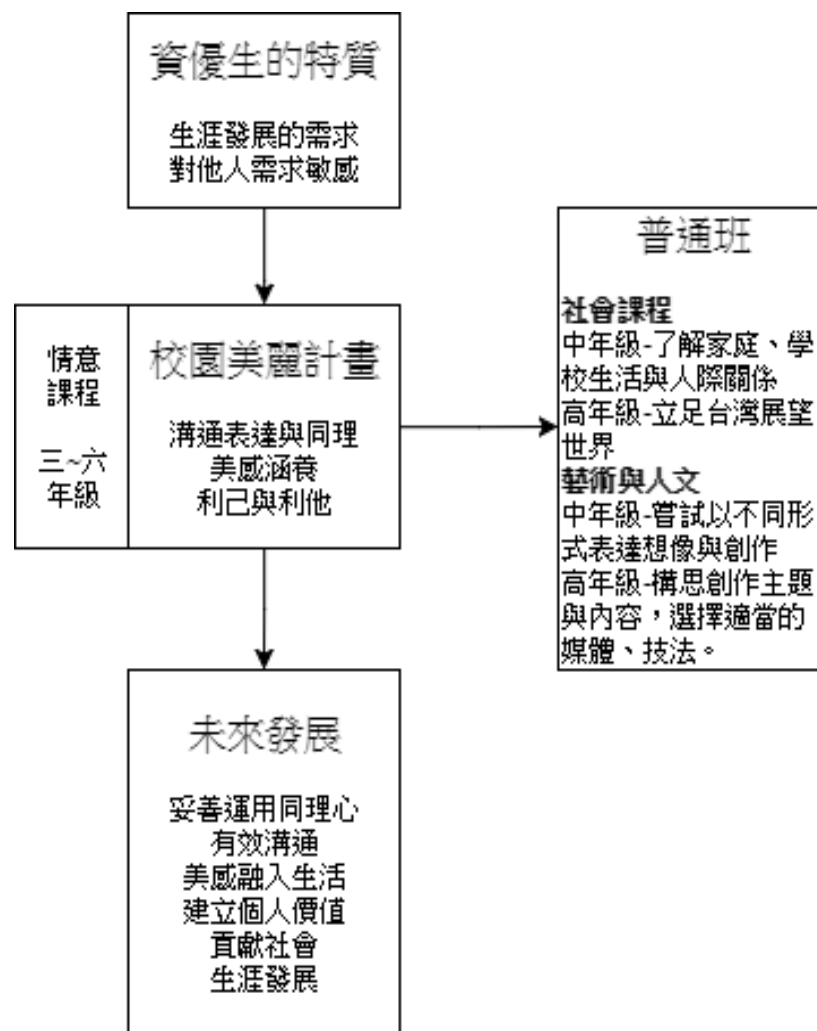 資優生的特質
生涯發展的需求
對他人需求敏感
情意
課程
三~六
年級
校園美麗計畫
溝通表達與同理
美感涵養
利己與利他
普通班
社會課程
中年級-了解家庭、學
校生活與人際關係
高年級-立足台灣展望
世界
藝術與人文
中年級-嘗試以不同形
式表達想像與創作
高年級-構思創作主題
與內容，選擇適當的
媒體、技法。
未來發展
妥善運用同理心
有效溝通
美感融入生活
建立個人價值
貢獻社會
生涯發展